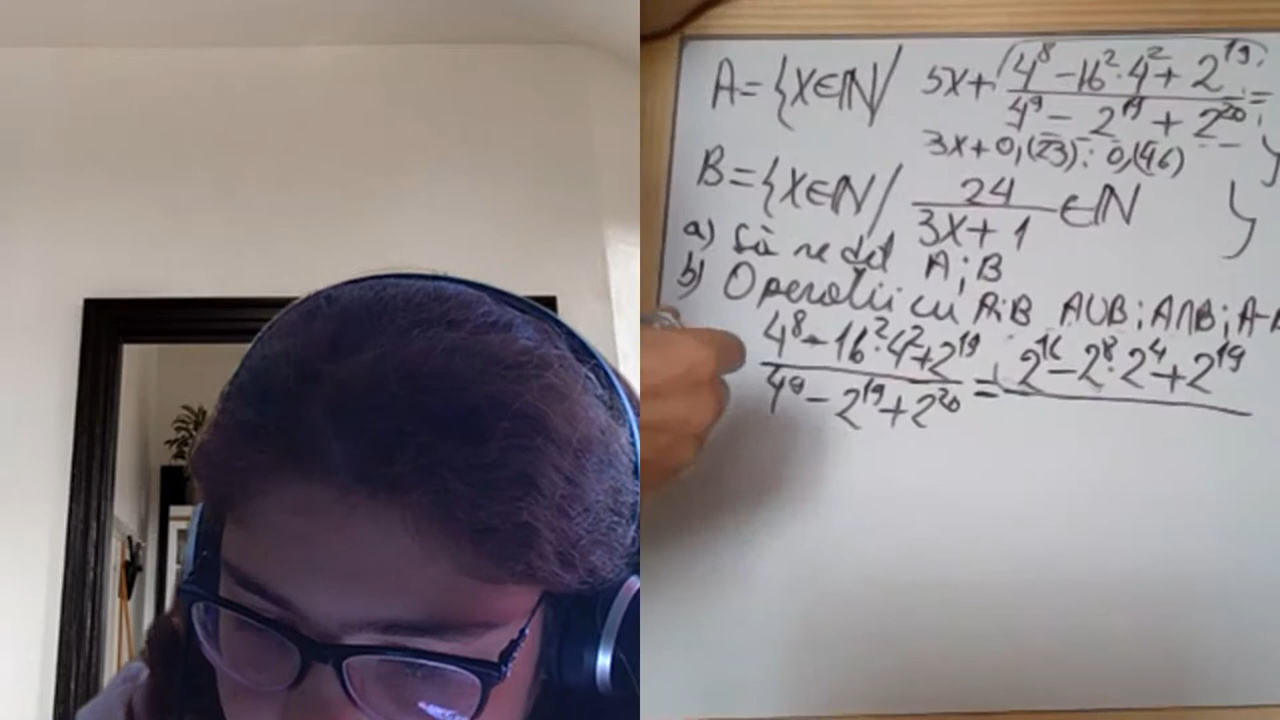 A = {x∈ℕ / 5x + (4⁸ - 16²·4² + 2¹⁹) / (4⁹ - 2¹⁹ + 2²⁰) =
3x + 0,(23) : 0,(46) }
B = {x∈ℕ / 24 / (3x + 1) ∈ℕ }
a) Să se det A; B
b) Operatii cu A; B A∪B; A∩B; A-
(4⁸ - 16²·4² + 2¹⁹) / (4⁹ - 2¹⁹ + 2²⁰) = 2¹⁶ - 2⁸·2⁴ + 2¹⁹